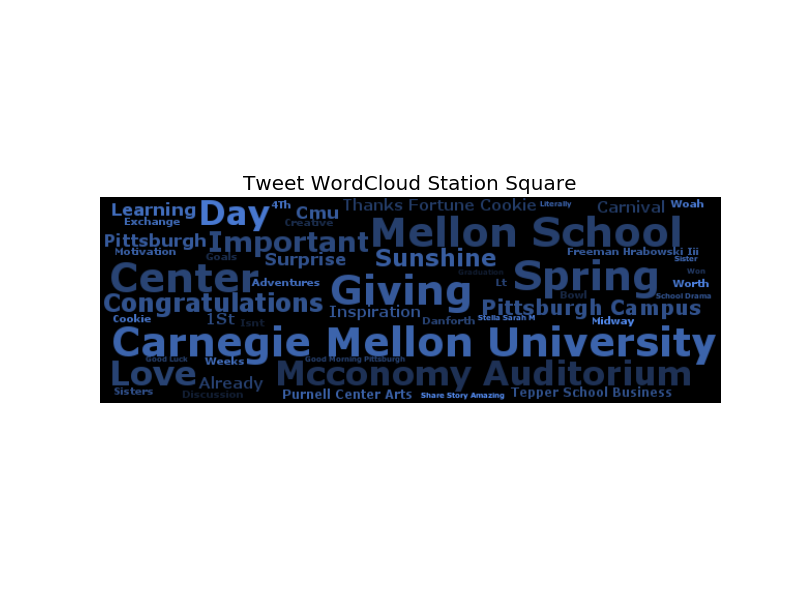 Tweet WordCloud Station Square
Learning Day 4Th Cmu Thanks Fortune Cookie Literally Carnival Woah
Exchange Creative Mellon School
Pittsburgh Important
Motivation Goals Surprise Sunshine Freeman Hrabowski Iii
Sister
Center Adventures Giving Graduation Lt Spring Won
Worth
Congratulations Inspiration Pittsburgh Campus Bowl School Drama
Cookie 1St Isnt Danforth Stella Sarah M Midway
Carnegie Mellon University
Good Luck Weeks Good Morning Pittsburgh
Love Already Mcconomy Auditorium
Sisters Discussion Purnell Center Arts Share Story Amazing Tepper School Business